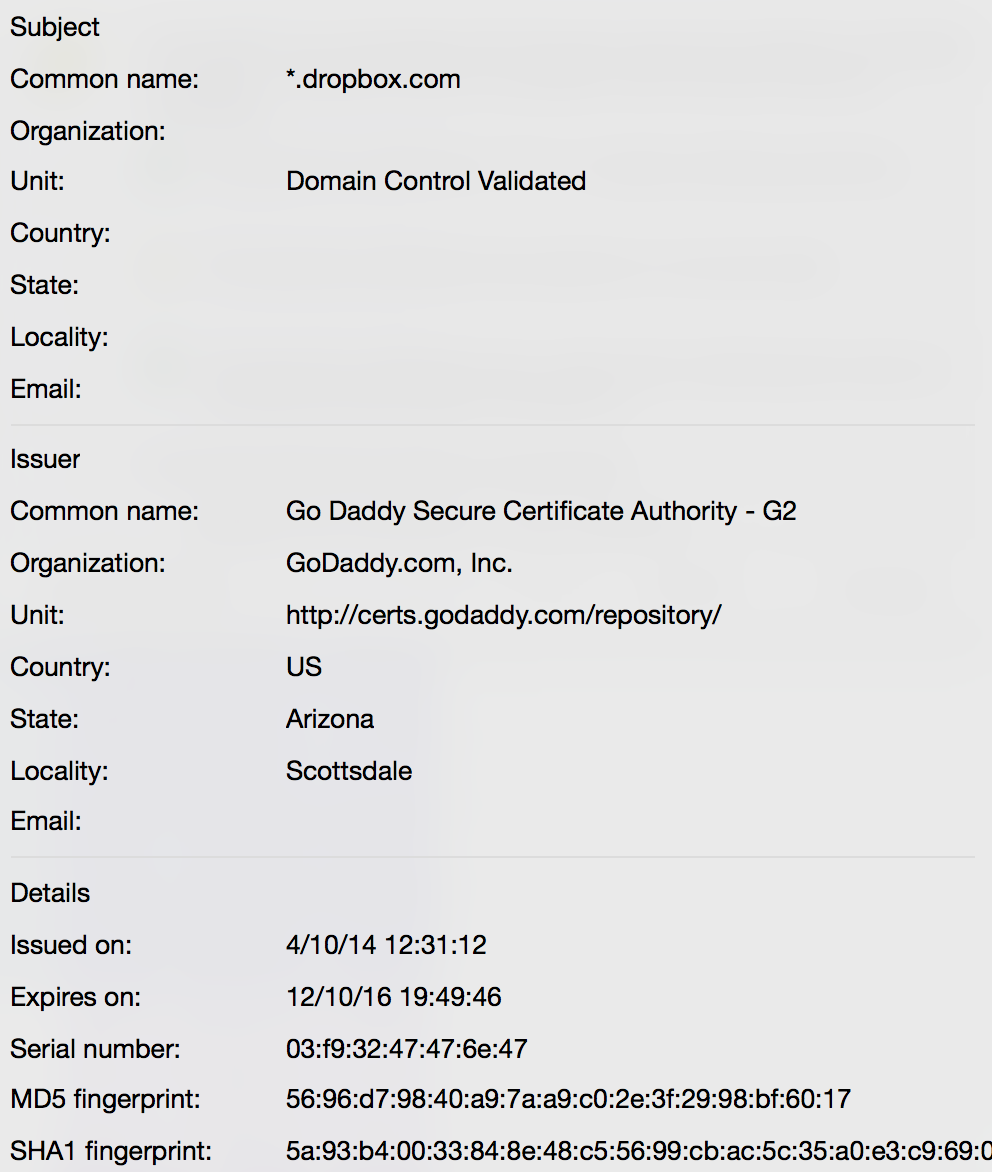 Subject
Common name: *.dropbox.com
Organization:
Unit: Domain Control Validated
Country:
State:
Locality:
Email:
Issuer
Common name: Go Daddy Secure Certificate Authority - G2
Organization: GoDaddy.com, Inc.
Unit: http://certs.godaddy.com/repository/
Country: US
State: Arizona
Locality: Scottsdale
Email:
Details
Issued on: 4/10/14 12:31:12
Expires on: 12/10/16 19:49:46
Serial number: 03:f9:32:47:47:6e:47
MD5 fingerprint: 56:96:d7:98:40:a9:7a:a9:c0:2e:3f:29:98:bf:60:17
SHA1 fingerprint: 5a:93:b4:00:33:84:8e:48:c5:56:99:cb:ac:5c:35:a0:e3:c9:69:0